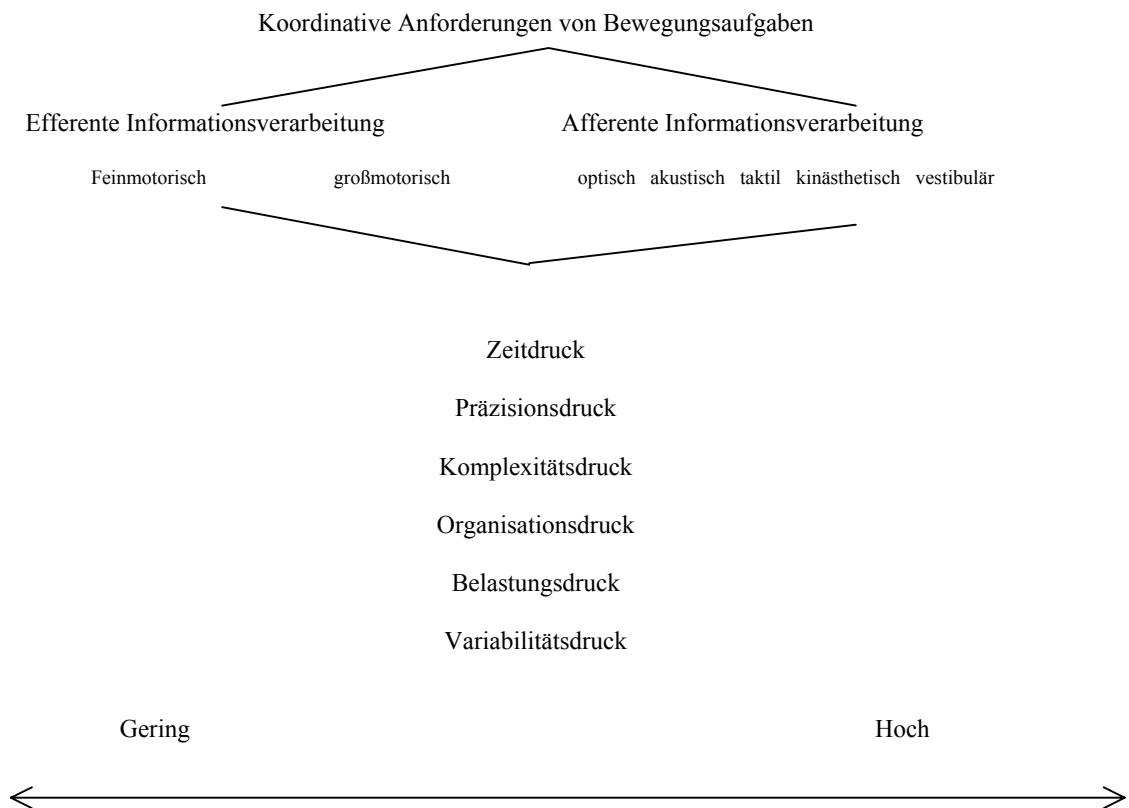 Koordinative Anforderungen von Bewegungsaufgaben
Efferente Informationsverarbeitung Afferente Informationsverarbeitung
Feinmotorisch großmotorisch optisch akustisch taktil kinästhetisch vestibulär
Zeitdruck
Präzisionsdruck
Komplexitätsdruck
Organisationsdruck
Belastungsdruck
Variabilitätsdruck
Gering Hoch